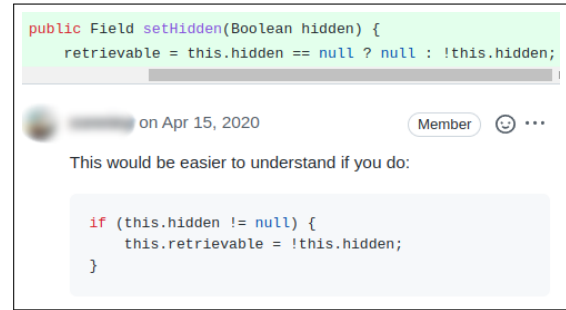 public Field setHidden(Boolean hidden) {
retrievable = this.hidden == null ? null : !this.hidden;
on Apr 15, 2020
Member
This would be easier to understand if you do:
if (this.hidden != null) {
this.retrievable = !this.hidden;
}